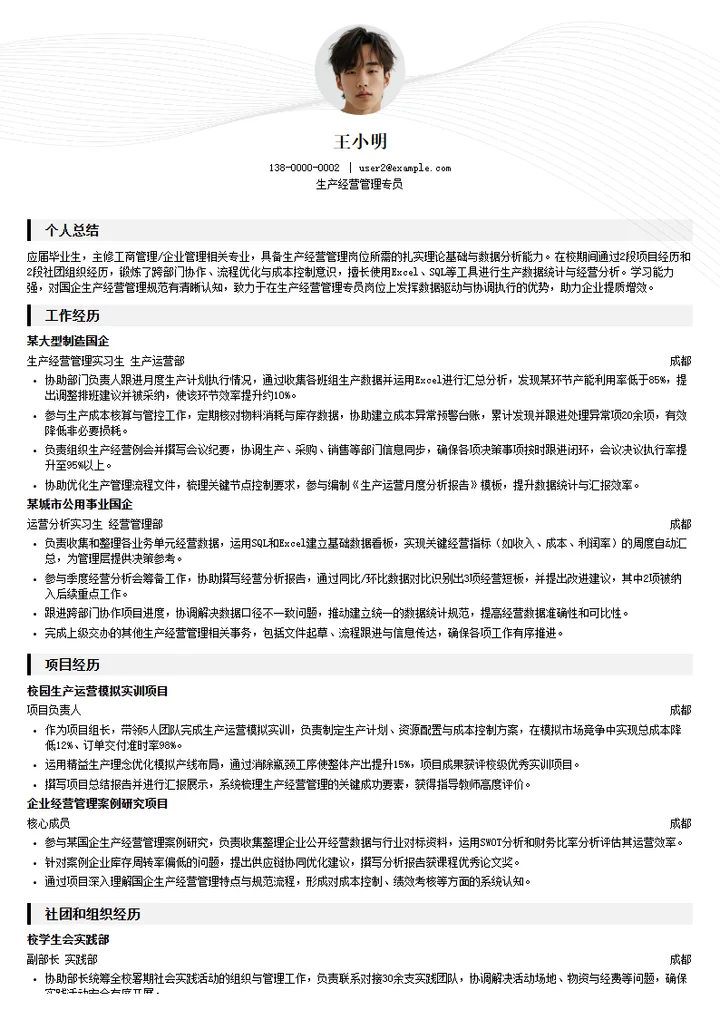 王小明
138-0000-0002 | user2@example.com
生产经营管理专员
个人总结
应届毕业生，主修工商管理/企业管理相关专业，具备生产经营管理岗位所需的扎实理论基础与数据分析能力。在校期间通过2段项目经历和
2段社团组织经历，锻炼了跨部门协作、流程优化与成本控制意识，擅长使用Excel、SQL等工具进行生产数据统计与经营分析。学习能力
强，对国企生产经营管理规范有清晰认知，致力于在生产经营管理专员岗位上发挥数据驱动与协调执行的优势，助力企业提质增效。
工作经历
某大型制造国企
生产经营管理实习生 生产运营部 成都
• 协助部门负责人跟进月度生产计划执行情况，通过收集各班组生产数据并运用Excel进行汇总分析，发现某环节产能利用率低于85%，提
出调整排班建议并被采纳，使该环节效率提升约10%。
• 参与生产成本核算与管控工作，定期核对物料消耗与库存数据，协助建立成本异常预警台账，累计发现并跟进处理异常项20余项，有效
降低非必要损耗。
• 负责组织生产经营例会并撰写会议纪要，协调生产、采购、销售等部门信息同步，确保各项决策事项按时跟进闭环，会议决议执行率提
升至95%以上。
• 协助优化生产管理流程文件，梳理关键节点控制要求，参与编制《生产运营月度分析报告》模板，提升数据统计与汇报效率。
某城市公用事业国企
运营分析实习生 经营管理部 成都
• 负责收集和整理各业务单元经营数据，运用SQL和Excel建立基础数据看板，实现关键经营指标（如收入、成本、利润率）的周度自动汇
总，为管理层提供决策参考。
• 参与季度经营分析会筹备工作，协助撰写经营分析报告，通过同比/环比数据对比识别出3项经营短板，并提出改进建议，其中2项被纳
入后续重点工作。
• 跟进跨部门协作项目进度，协调解决数据口径不一致问题，推动建立统一的数据统计规范，提高经营数据准确性和可比性。
• 完成上级交办的其他生产经营管理相关事务，包括文件起草、流程跟进与信息传达，确保各项工作有序推进。
项目经历
校园生产运营模拟实训项目
项目负责人 成都
• 作为项目组长，带领5人团队完成生产运营模拟实训，负责制定生产计划、资源配置与成本控制方案，在模拟市场竞争中实现总成本降
低12%、订单交付准时率98%。
• 运用精益生产理念优化模拟产线布局，通过消除瓶颈工序使整体产出提升15%，项目成果获评校级优秀实训项目。
• 撰写项目总结报告并进行汇报展示，系统梳理生产经营管理的关键成功要素，获得指导教师高度评价。
企业经营管理案例研究项目
核心成员 成都
• 参与某国企生产经营管理案例研究，负责收集整理企业公开经营数据与行业对标资料，运用SWOT分析和财务比率分析评估其运营效率。
• 针对案例企业库存周转率偏低的问题，提出供应链协同优化建议，撰写分析报告获课程优秀论文奖。
• 通过项目深入理解国企生产经营管理特点与规范流程，形成对成本控制、绩效考核等方面的系统认知。
社团和组织经历
校学生会实践部
副部长 实践部 成都
• 协助部长统筹全校暑期社会实践活动的组织与管理工作，负责联系对接30余支实践团队，协调解决活动场地、物资与经费等问题，确保